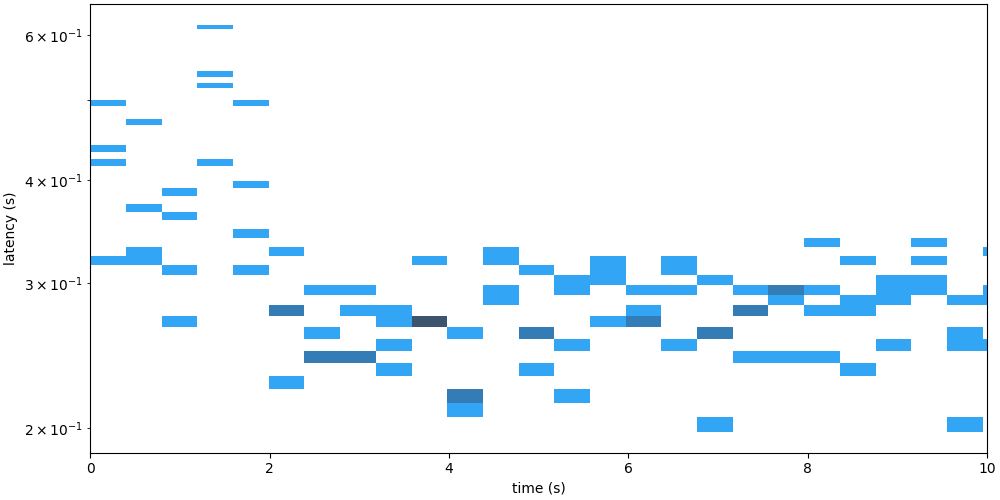 6 × 10⁻¹
4 × 10⁻¹
3 × 10⁻¹
2 × 10⁻¹
latency (s)
0 2 4 6 8 10
time (s)